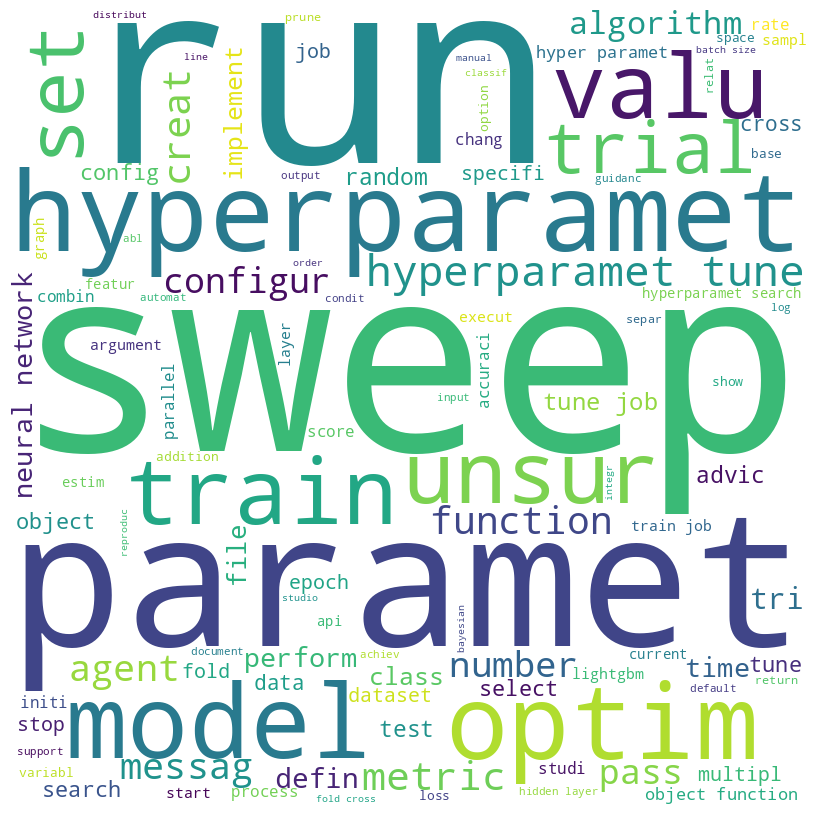 distribut
prune
algorithm
rate
set
run
line
job
hyper paramet
space
sampl
batch size
manual
classif
creat
implement
option
valu
relat
chang
trial
cross
base
config
output
random
specifi
guidanc
hyperparamet
graph
abl
order
configur
hyperparamet tune
featur
combin
automat
condit
hyperparamet search
log
neural network
argument
layer
execut
separ
sweep
parallel
accuraci
input
show
tune job
score
addition
estim
train
unsur
integr
advic
object
reproduc
file
function
train job
paramet
epoch
studio
api
bayesian
tri
document
achiev
current
agent
fold
perform
data
class
number
lightgbm
time
tune
return
default
initi
stop
support
model
dataset
select
test
optim
variabl
messag
defin
metric
studi
pass
multipl
search
start
process
fold cross
loss
hidden layer
object function